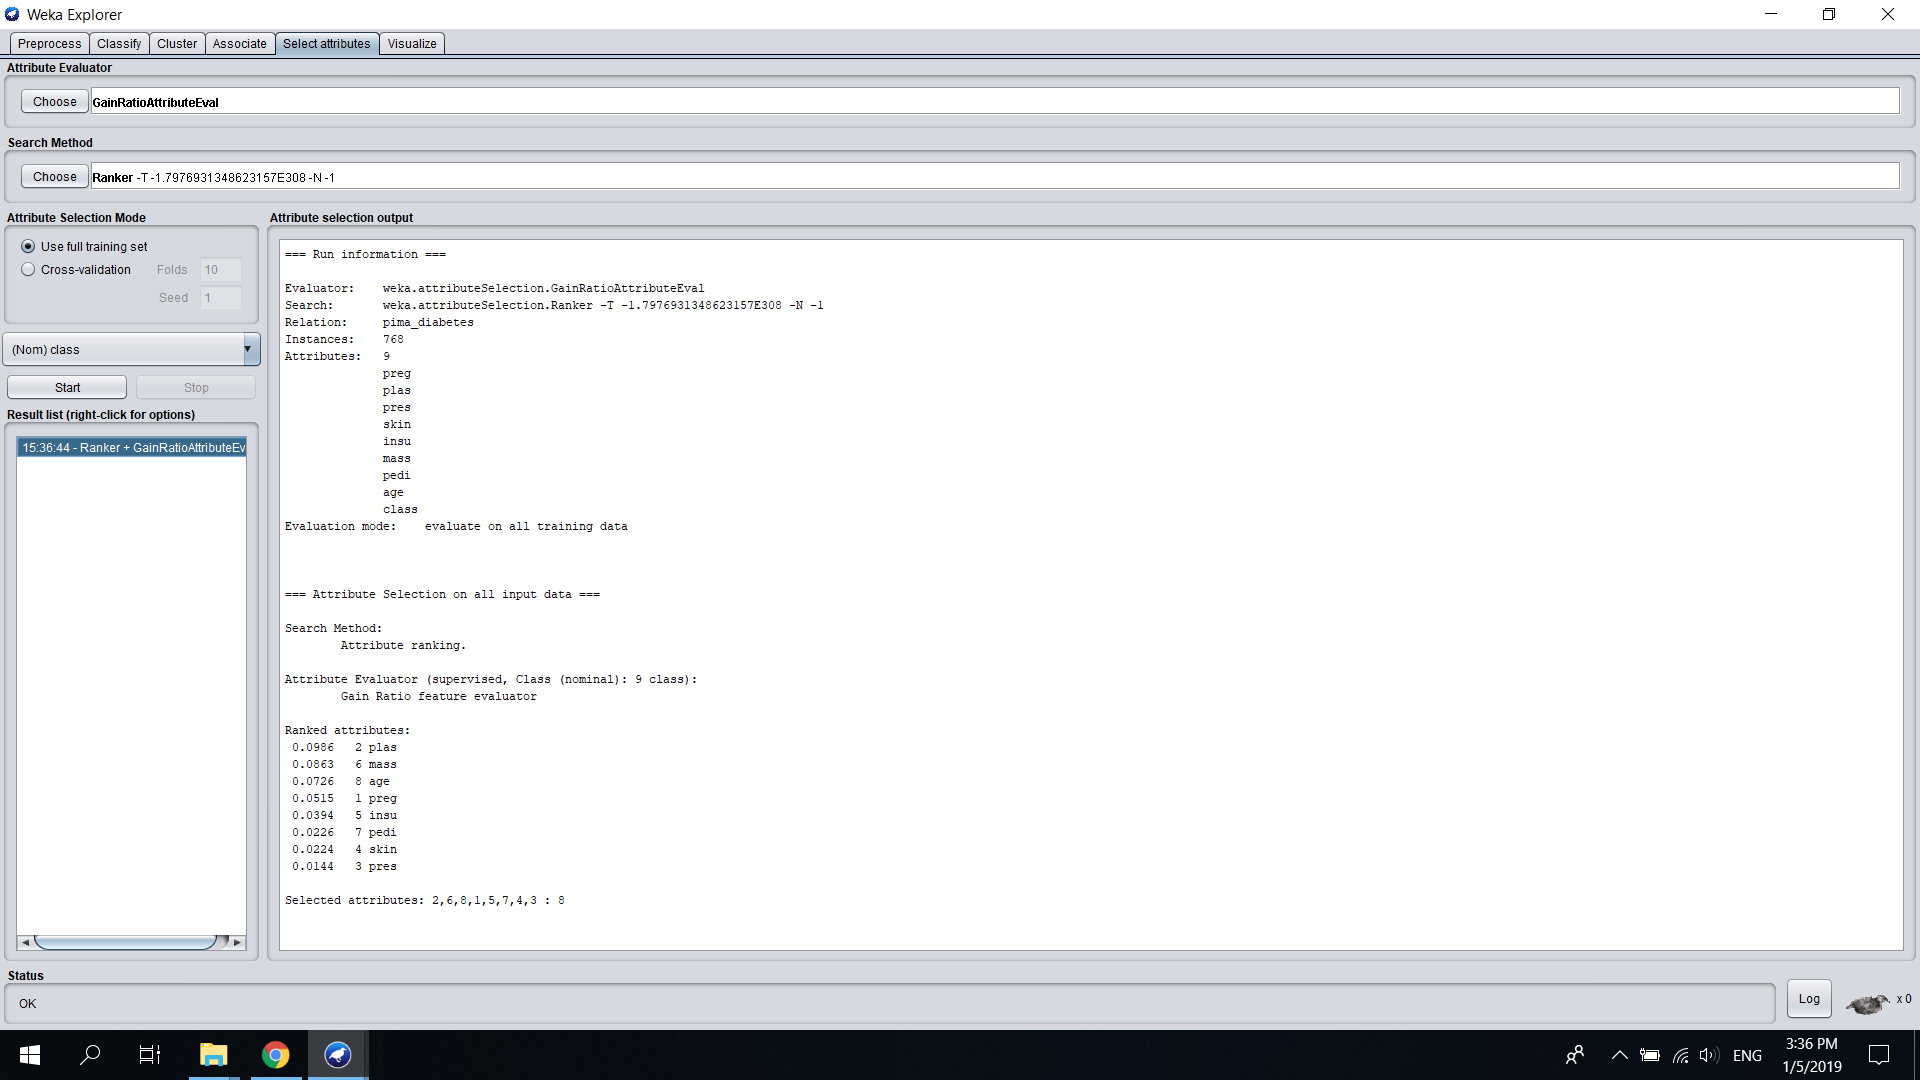 Weka Explorer
Preprocess Classify Cluster Associate Select attributes Visualize
Attribute Evaluator
Choose GainRatioAttributeEval
Search Method
Choose Ranker -T -1.7976931348623157E308 -N -1
Attribute Selection Mode
Use full training set
Cross-validation Folds 10
Seed 1
(Nom) class
Start Stop
Result list (right-click for options)
15:36:44 - Ranker + GainRatioAttributeEv
Attribute selection output
=== Run information ===
Evaluator: weka.attributeSelection.GainRatioAttributeEval
Search: weka.attributeSelection.Ranker -T -1.7976931348623157E308 -N -1
Relation: pima_diabetes
Instances: 768
Attributes: 9
preg
plas
pres
skin
insu
mass
pedi
age
class
Evaluation mode: evaluate on all training data
=== Attribute Selection on all input data ===
Search Method:
Attribute ranking.
Attribute Evaluator (supervised, Class (nominal): 9 class):
Gain Ratio feature evaluator
Ranked attributes:
0.0986 2 plas
0.0863 6 mass
0.0726 8 age
0.0515 1 preg
0.0394 5 insu
0.0226 7 pedi
0.0224 4 skin
0.0144 3 pres
Selected attributes: 2,6,8,1,5,7,4,3 : 8
Status
OK
Log x 0
ENG
3:36 PM
1/5/2019